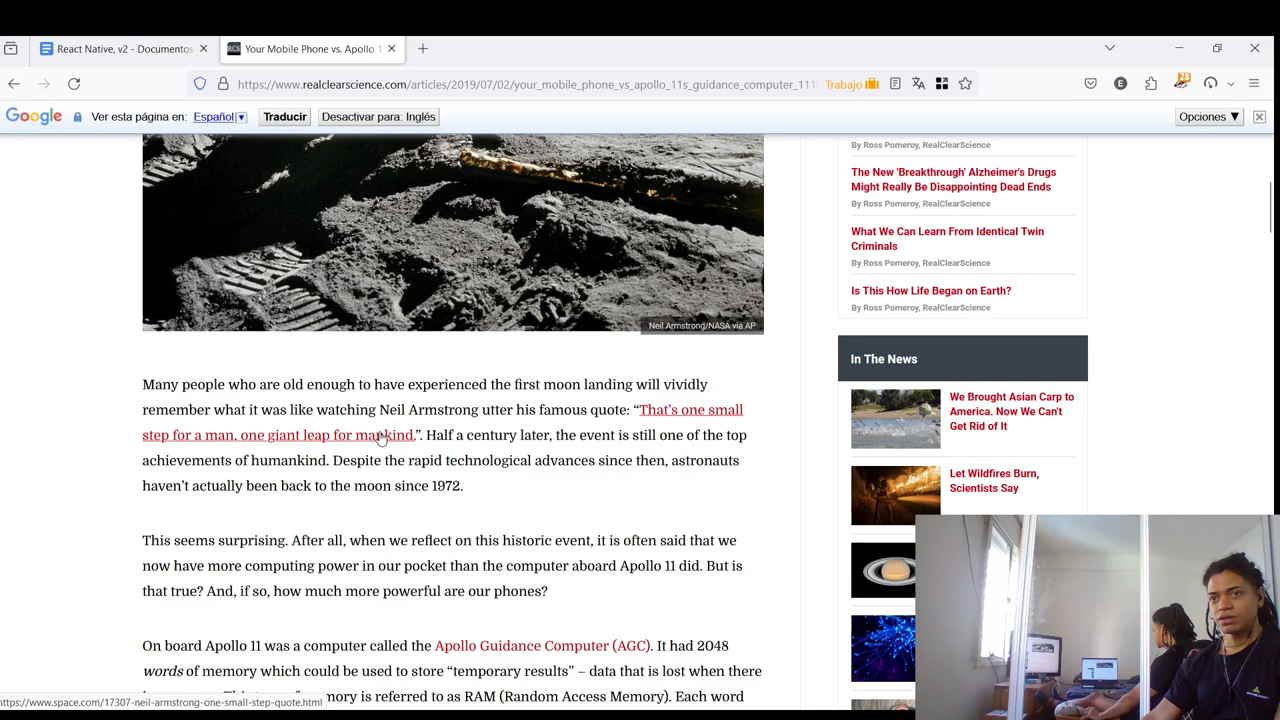 React Native, v2 - Documentos
Your Mobile Phone vs. Apollo 1
https://www.realclearscience.com/articles/2019/07/02/your_mobile_phone_vs_apollo_11s_guidance_computer_111
Trabajo
E
28
Google
Ver esta página en:
Español
Traducir
Desactivar para: Inglés
Opciones ▼
Neil Armstrong/NASA via AP
Many people who are old enough to have experienced the first moon landing will vividly
remember what it was like watching Neil Armstrong utter his famous quote: “That’s one small
step for a man, one giant leap for mankind.”. Half a century later, the event is still one of the top
achievements of humankind. Despite the rapid technological advances since then, astronauts
haven’t actually been back to the moon since 1972.
This seems surprising. After all, when we reflect on this historic event, it is often said that we
now have more computing power in our pocket than the computer aboard Apollo 11 did. But is
that true? And, if so, how much more powerful are our phones?
On board Apollo 11 was a computer called the Apollo Guidance Computer (AGC). It had 2048
words of memory which could be used to store “temporary results” – data that is lost when there
memory is referred to as RAM (Random Access Memory). Each word
https://www.space.com/17307-neil-armstrong-one-small-step-quote.html
By Ross Pomeroy, RealClearScience
The New 'Breakthrough' Alzheimer's Drugs
Might Really Be Disappointing Dead Ends
By Ross Pomeroy, RealClearScience
What We Can Learn From Identical Twin
Criminals
By Ross Pomeroy, RealClearScience
Is This How Life Began on Earth?
By Ross Pomeroy, RealClearScience
In The News
We Brought Asian Carp to
America. Now We Can't
Get Rid of It
Let Wildfires Burn,
Scientists Say